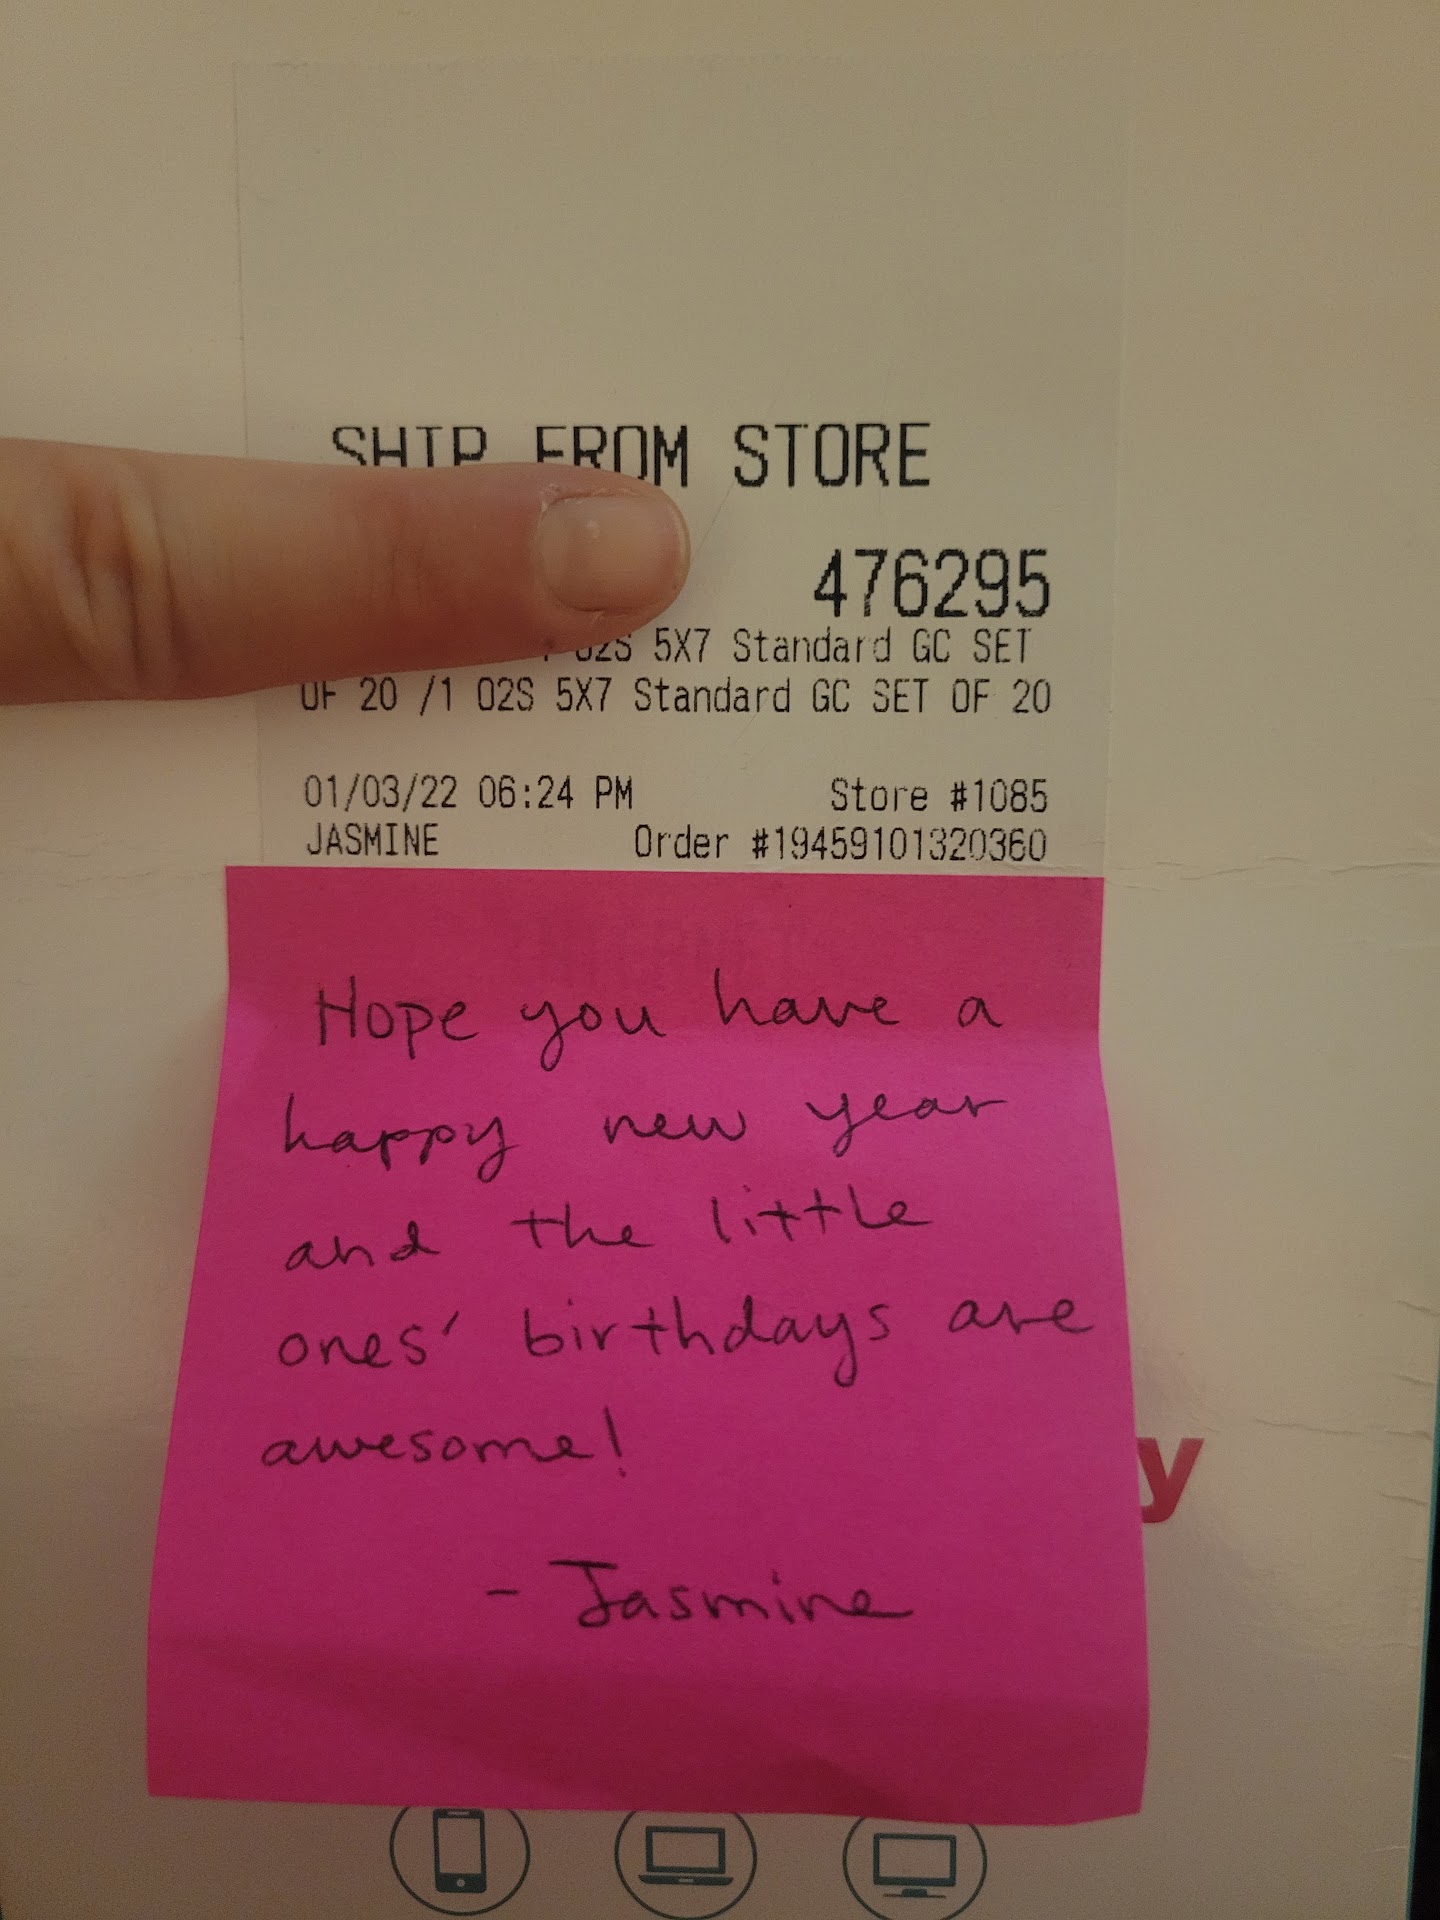 SHIP FROM STORE
476295
02S 5X7 Standard GC SET
OF 20 /1 02S 5X7 Standard GC SET OF 20
01/03/22 06:24 PM Store #1085
JASMINE Order #19459101320360
Hope you have a
happy new year
and the little
ones' birthdays are
awesome!
- Jasmine
y